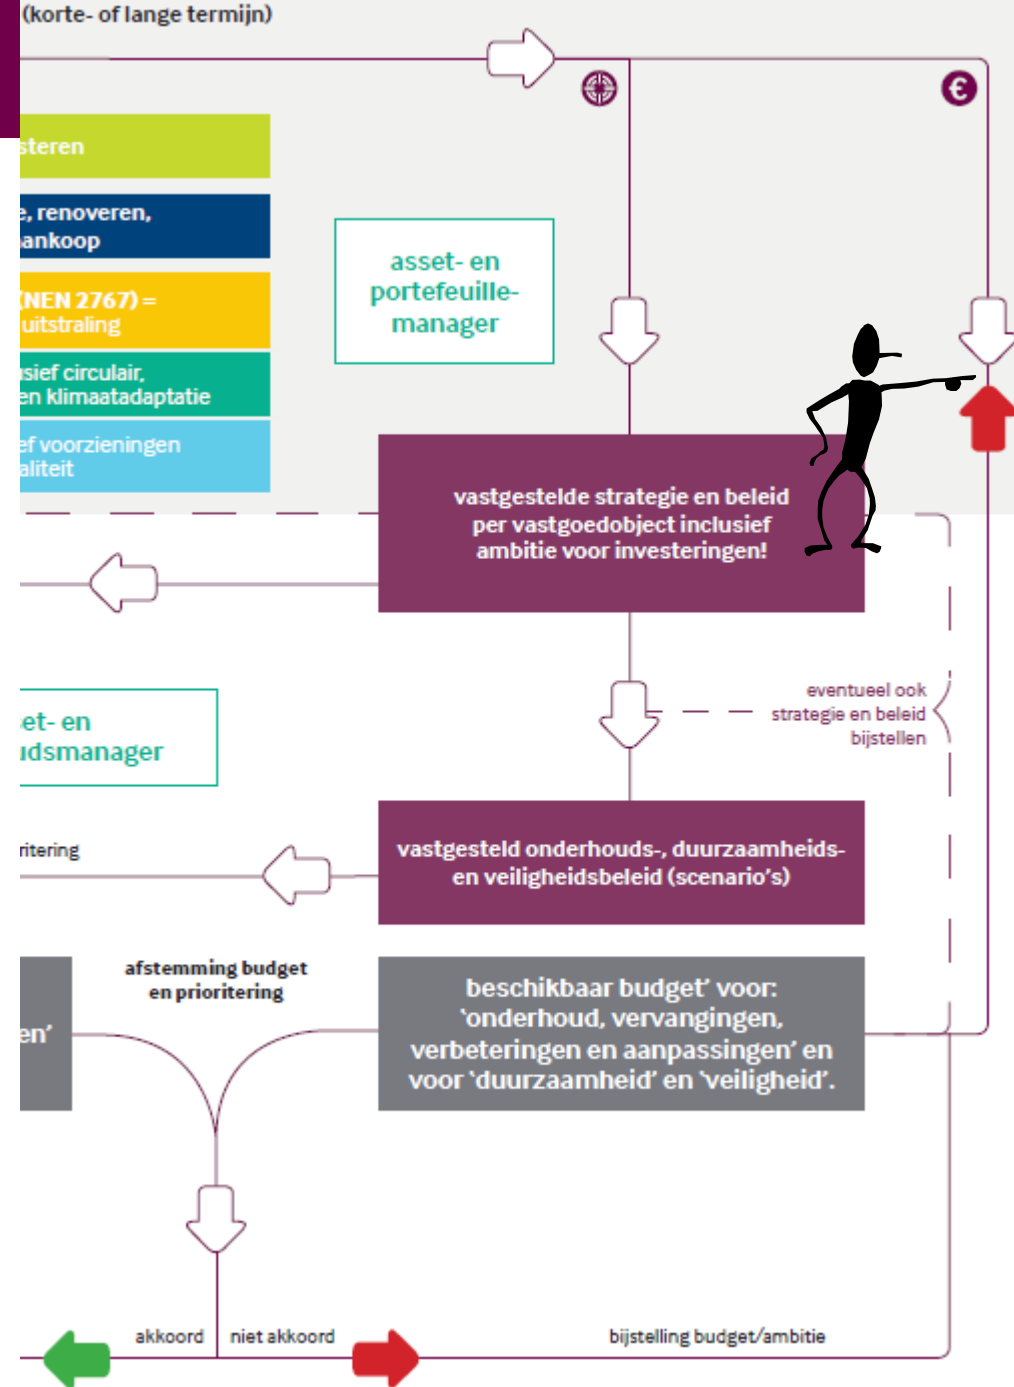 (korte- of lange termijn)
€
steren
e, renoveren,
ankoop
(NEN 2767) =
uitstraling
asset- en
portefeuille-
manager
sief circulair,
en klimaatadaptatie
ef voorzieningen
aliteit
vastgestelde strategie en beleid
per vastgoedobject inclusief
ambitie voor investeringen!
eventueel ook
strategie en beleid
bijstellen
et- en
udsmanager
ritering
vastgesteld onderhouds-, duurzaamheids-
en veiligheidsbeleid (scenario’s)
afstemming budget
en prioritering
en’
beschikbaar budget’ voor:
‘onderhoud, vervangingen,
verbeteringen en aanpassingen’ en
voor ‘duurzaamheid’ en ‘veiligheid’.
akkoord
niet akkoord
bijstelling budget/ambitie